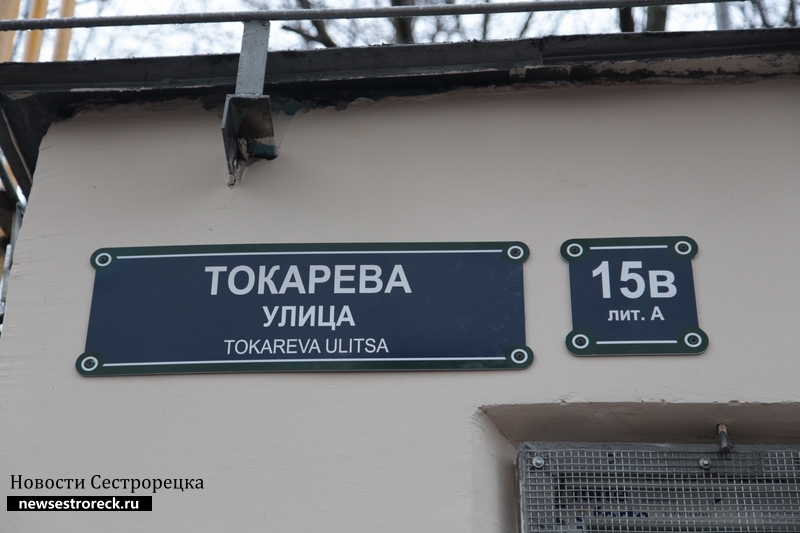 ТОКАРЕВА
УЛИЦА
TOKAREVA ULITSA
15в
лит. А
Новости Сестрорецка
newsestroreck.ru